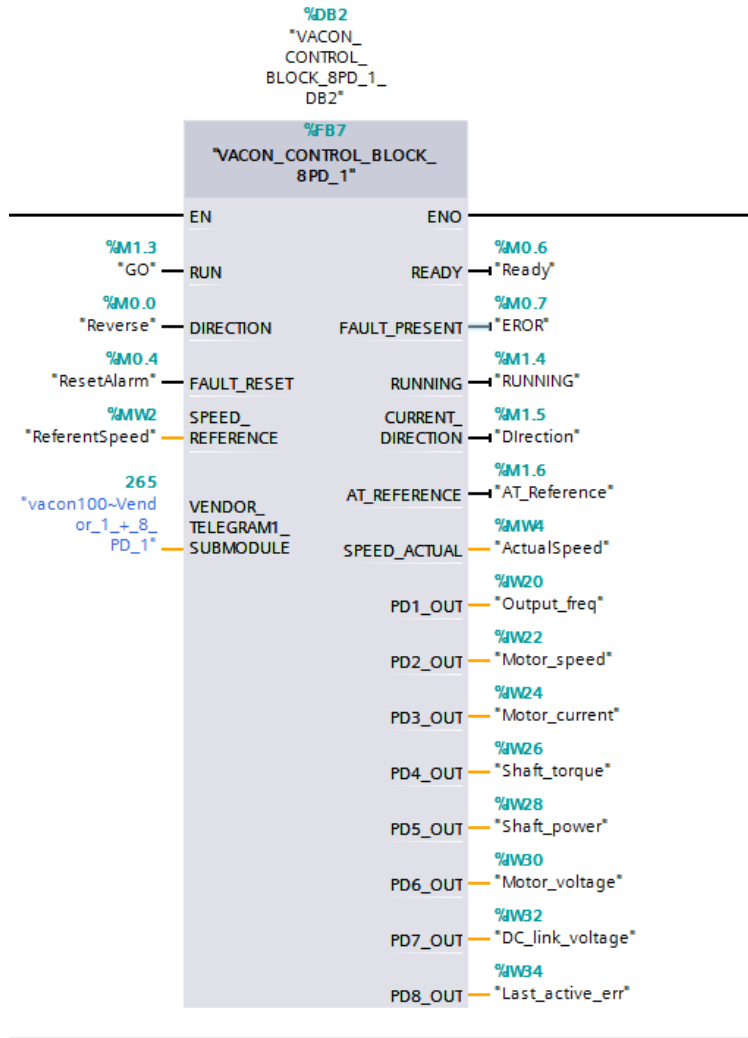 %DB2
"VACON_
CONTROL_
BLOCK_8PD_1_
DB2"
%FB7
"VACON_CONTROL_BLOCK_
8PD_1"
EN
ENO
%M1.3
"GO"
RUN
%M0.6
READY
"Ready"
%M0.0
"Reverse"
DIRECTION
%M0.7
FAULT_PRESENT
"EROR"
%M0.4
"ResetAlarm"
FAULT_RESET
%M1.4
RUNNING
"RUNNING"
%MW2
"ReferentSpeed"
SPEED_
REFERENCE
%M1.5
CURRENT_
DIRECTION
"DIrection"
265
"vacon100~Vend
or_1_+_8_
PD_1"
VENDOR_
TELEGRAM1_
SUBMODULE
%M1.6
AT_REFERENCE
"AT_Reference"
%MW4
SPEED_ACTUAL
"ActualSpeed"
%IW20
PD1_OUT
"Output_freq"
%IW22
PD2_OUT
"Motor_speed"
%IW24
PD3_OUT
"Motor_current"
%IW26
PD4_OUT
"Shaft_torque"
%IW28
PD5_OUT
"Shaft_power"
%IW30
PD6_OUT
"Motor_voltage"
%IW32
PD7_OUT
"DC_link_voltage"
%IW34
PD8_OUT
"Last_active_err"